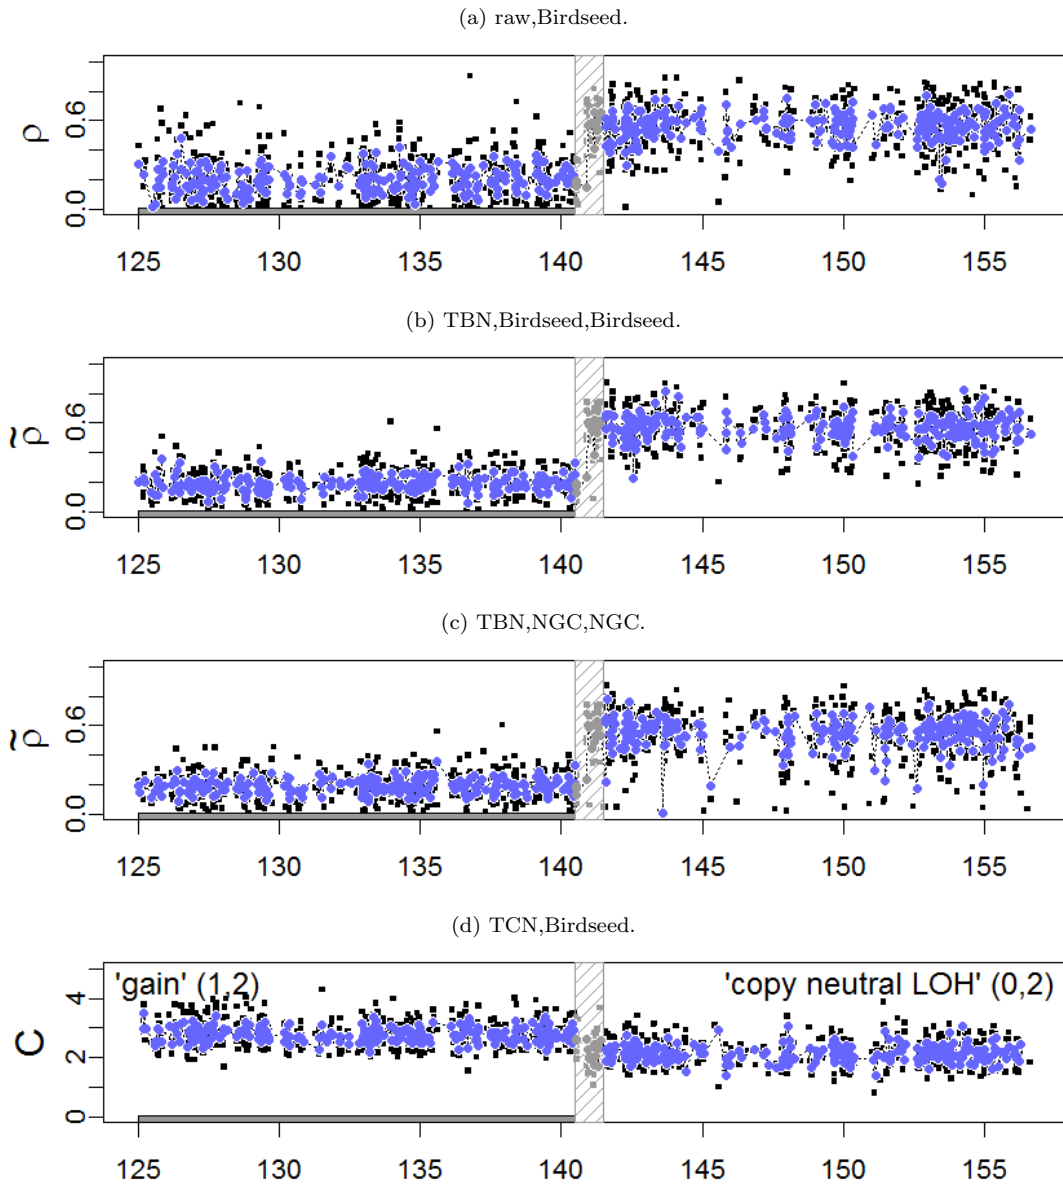 (a) raw,Birdseed.
ρ
0.6
0.0
125 130 135 140 145 150 155
(b) TBN,Birdseed,Birdseed.
ρ̃
0.6
0.0
125 130 135 140 145 150 155
(c) TBN,NGC,NGC.
ρ̃
0.6
0.0
125 130 135 140 145 150 155
(d) TCN,Birdseed.
'gain' (1,2) 'copy neutral LOH' (0,2)
C
4
2
0
125 130 135 140 145 150 155